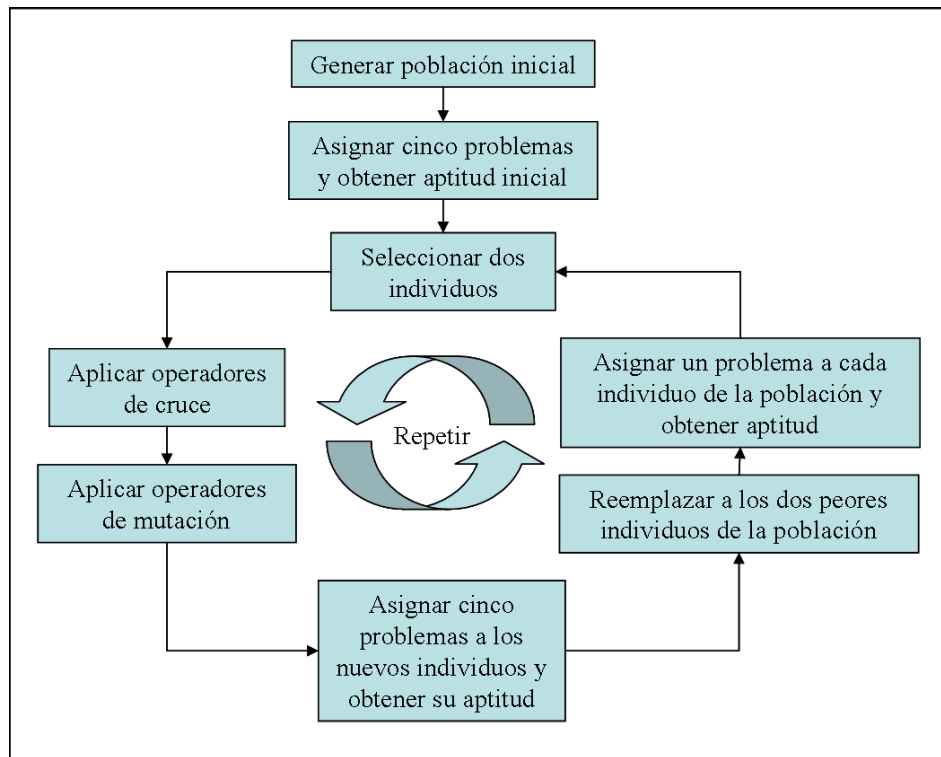 Generar población inicial
Asignar cinco problemas
y obtener aptitud inicial
Seleccionar dos
individuos
Aplicar operadores
de cruce
Aplicar operadores
de mutación
Asignar cinco
problemas a los
nuevos individuos y
obtener su aptitud
Reemplazar a los dos peores
individuos de la población
Asignar un problema a cada
individuo de la población y
obtener aptitud
Repetir